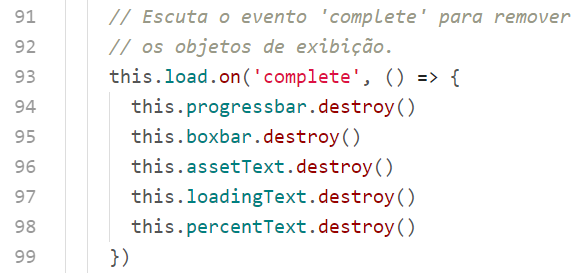 91 // Escuta o evento 'complete' para remover
92 // os objetos de exibição.
93 this.load.on('complete', () => {
94 this.progressbar.destroy()
95 this.boxbar.destroy()
96 this.assetText.destroy()
97 this.loadingText.destroy()
98 this.percentText.destroy()
99 })